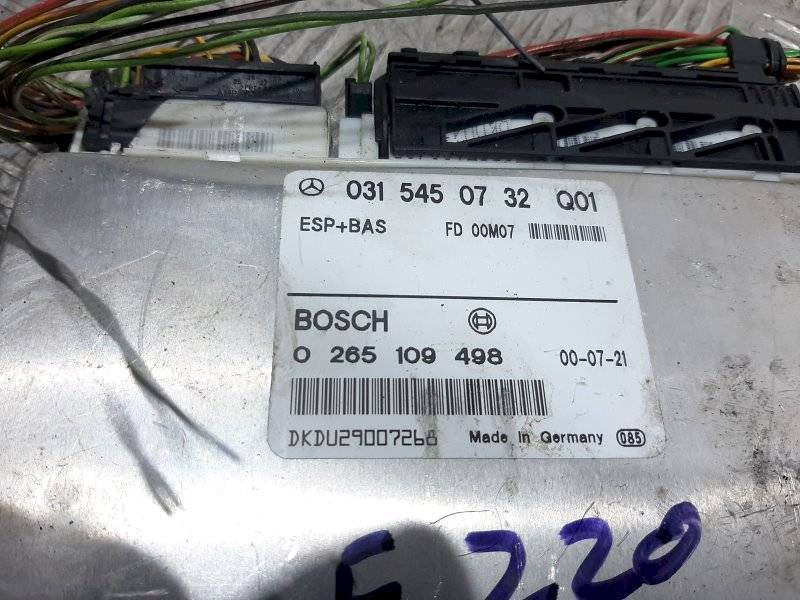 031 545 07 32 Q01
ESP+BAS FD 00M07
BOSCH
0 265 109 498 00-07-21
DKDU29007268 Made in Germany 085
E 220